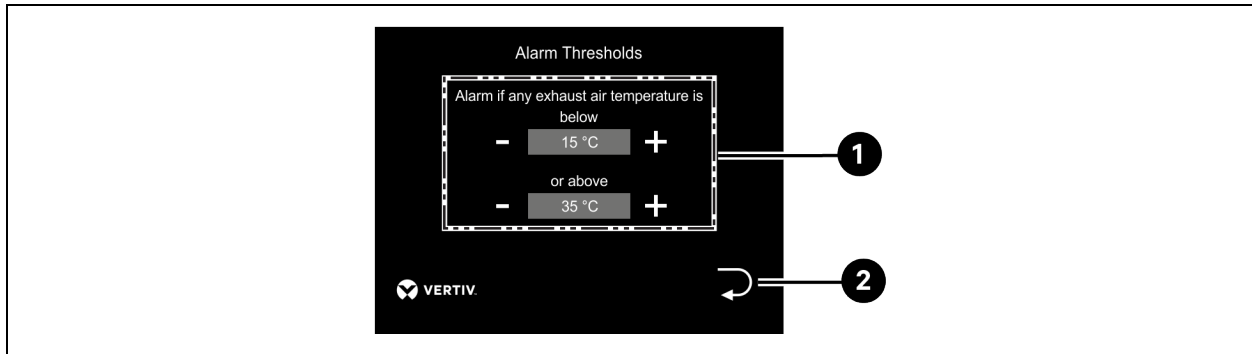 Alarm Thresholds
Alarm if any exhaust air temperature is
below
- 15 °C +
1
or above
- 35 °C +
2
VERTIV.